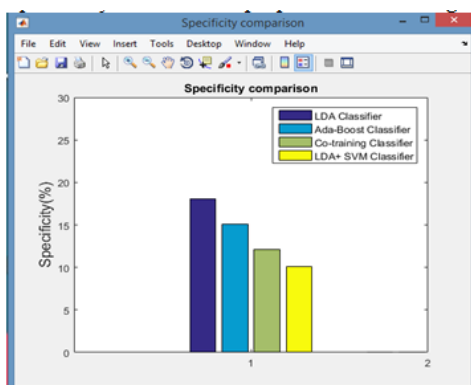 Specificity comparison
File Edit View Insert Tools Desktop Window Help
Specificity comparison
30
25
20
15
10
5
0
Specificity(%)
LDA Classifier
Ada-Boost Classifier
Co-training Classifier
LDA+ SVM Classifier
1
2